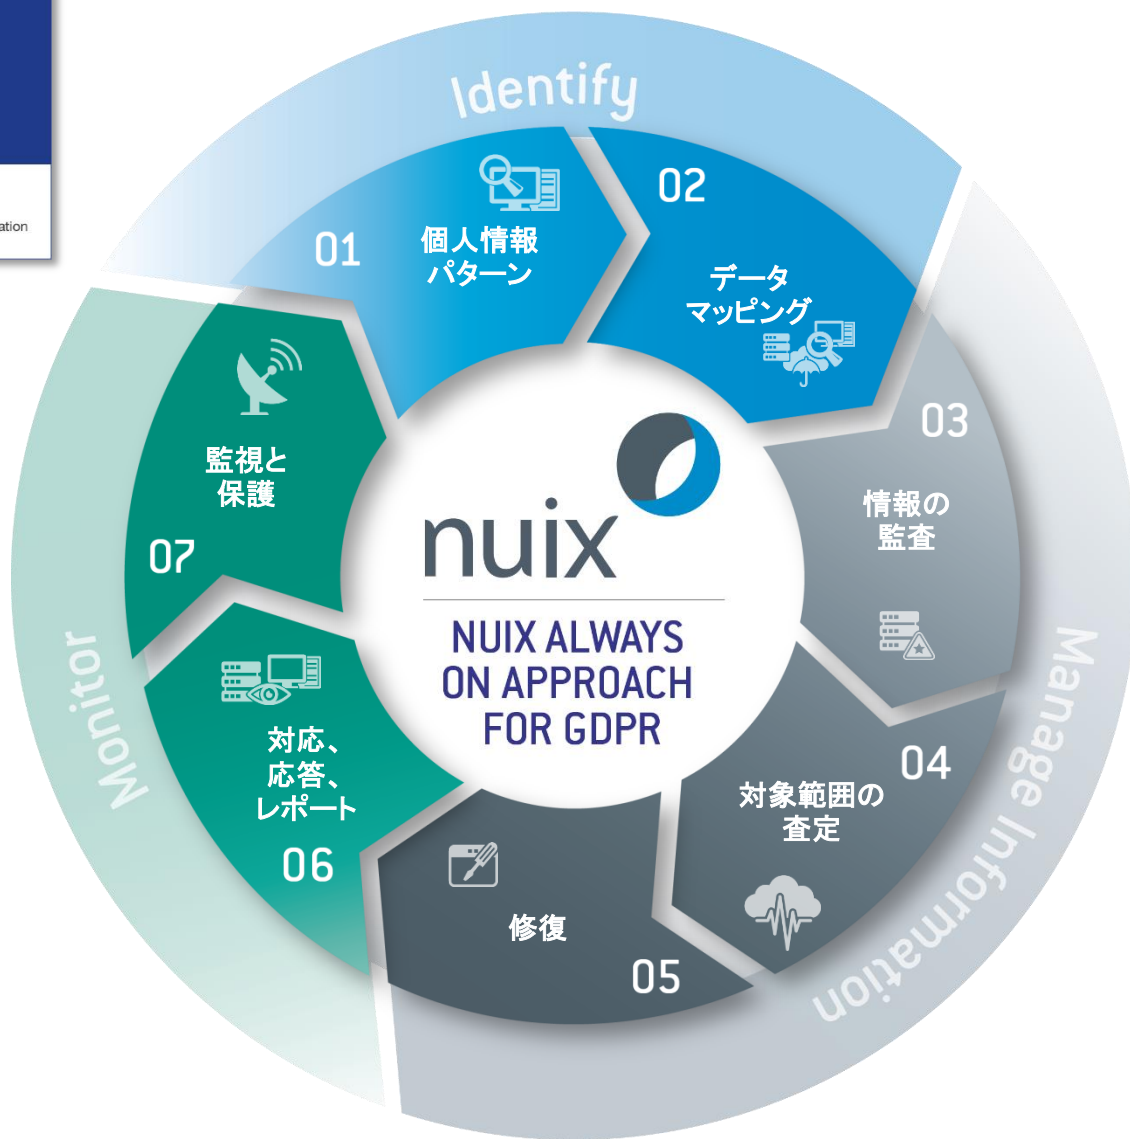 Identify
01
個人情報
パターン
02
データ
マッピング
03
情報の
監査
04
対象範囲の
査定
05
修復
06
対応、
応答、
レポート
07
監視と
保護
Manage Information
Monitor
nuix
NUIX ALWAYS
ON APPROACH
FOR GDPR